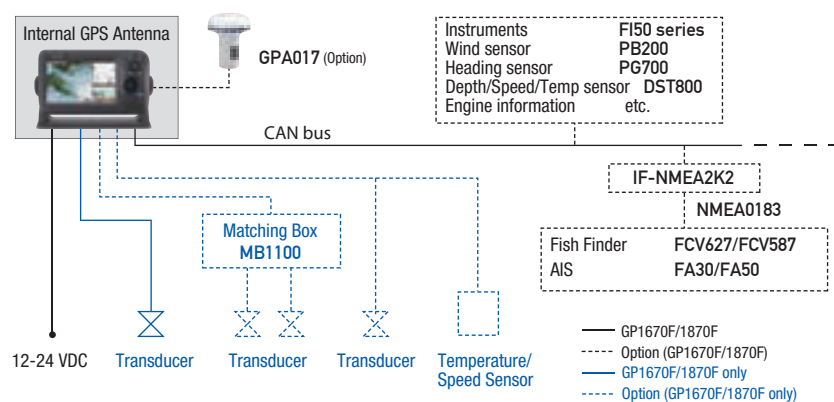 Internal GPS Antenna
GPA017 (Option)
Instruments FI50 series
Wind sensor PB200
Heading sensor PG700
Depth/Speed/Temp sensor DST800
Engine information etc.
CAN bus
IF-NMEA2K2
NMEA0183
Matching Box
MB1100
Fish Finder FCV627/FCV587
AIS FA30/FA50
12-24 VDC
Transducer
Transducer
Transducer
Temperature/
Speed Sensor
GP1670F/1870F
Option (GP1670F/1870F)
GP1670F/1870F only
Option (GP1670F/1870F only)